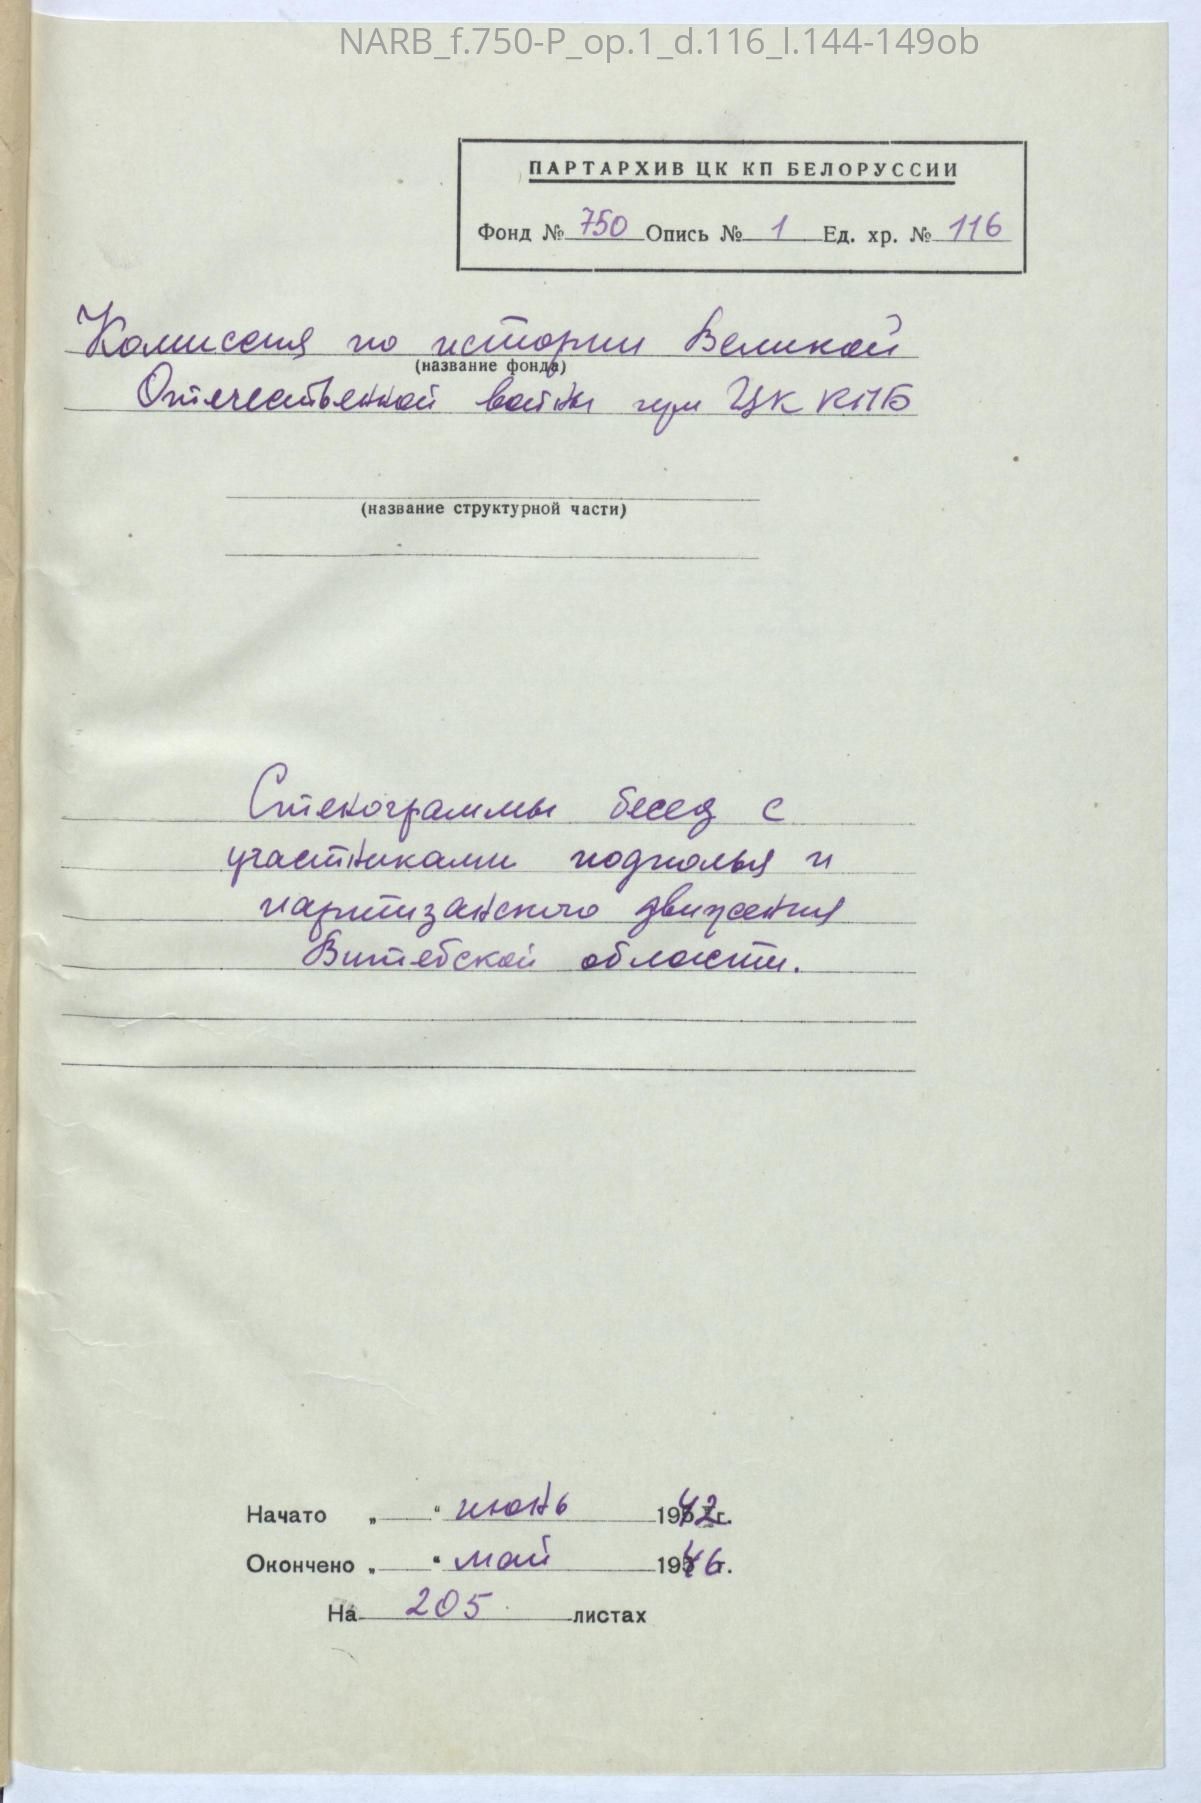 NARB_f.750-P_op.1_d.116_l.144-149ob
ПАРТАРХИВ ЦК КП БЕЛОРУССИИ
Фонд № 750 Опись № 1 Ед. хр. № 116
Комиссия по истории Великой
(название фонда)
Отечественной войны при ЦК КПБ
(название структурной части)
Стенограммы бесед с
участниками подполья и
партизанского движения
Витебской области.
Начато „ “ июнь 1942 г.
Окончено „ “ май 1946 г.
На 205 листах